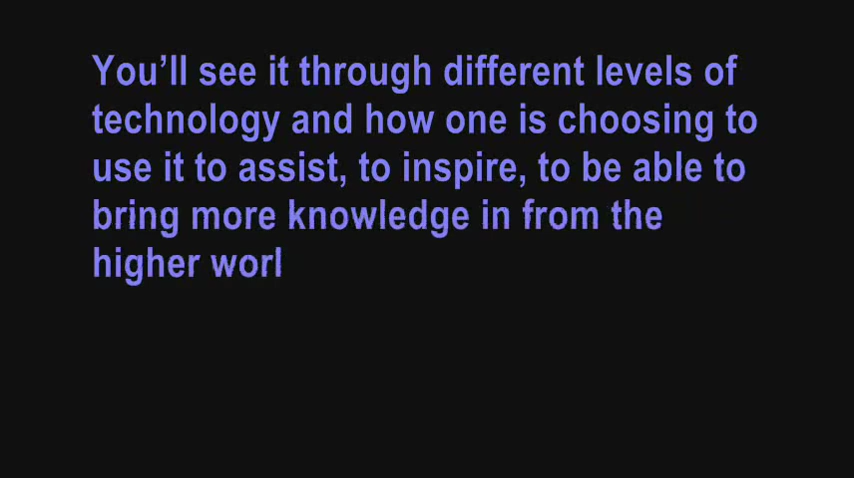 You’ll see it through different levels of
technology and how one is choosing to
use it to assist, to inspire, to be able to
bring more knowledge in from the
higher worl